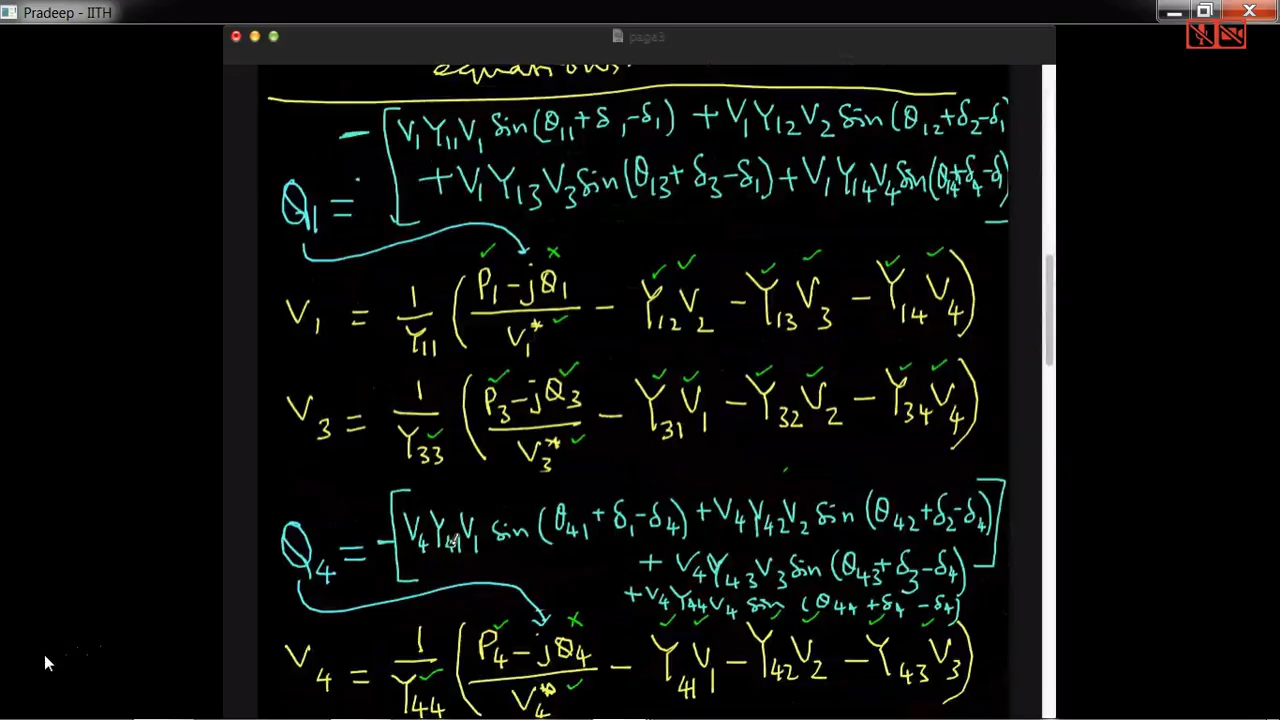 Pradeep - IITH
page3
equations.
Q₁ = - [ V₁Y₁₁V₁ sin(θ₁₁+δ₁-δ₁) + V₁Y₁₂V₂ sin(θ₁₂+δ₂-δ₁
+ V₁Y₁₃V₃ sin(θ₁₃+δ₃-δ₁) + V₁Y₁₄V₄ sin(θ₁₄+δ₄-δ₁)
V₁ = 1/Y₁₁ ( (P₁-jQ₁)/V₁* - Y₁₂V₂ - Y₁₃V₃ - Y₁₄V₄ )
V₃ = 1/Y₃₃ ( (P₃-jQ₃)/V₃* - Y₃₁V₁ - Y₃₂V₂ - Y₃₄V₄ )
Q₄ = - [ V₄Y₄₁V₁ sin(θ₄₁+δ₁-δ₄) + V₄Y₄₂V₂ sin(θ₄₂+δ₂-δ₄)
+ V₄Y₄₃V₃ sin(θ₄₃+δ₃-δ₄) ]
+ V₄Y₄₄V₄ sin(θ₄₄+δ₄-δ₄)
V₄ = 1/Y₄₄ ( (P₄-jQ₄)/V₄* - Y₄₁V₁ - Y₄₂V₂ - Y₄₃V₃ )